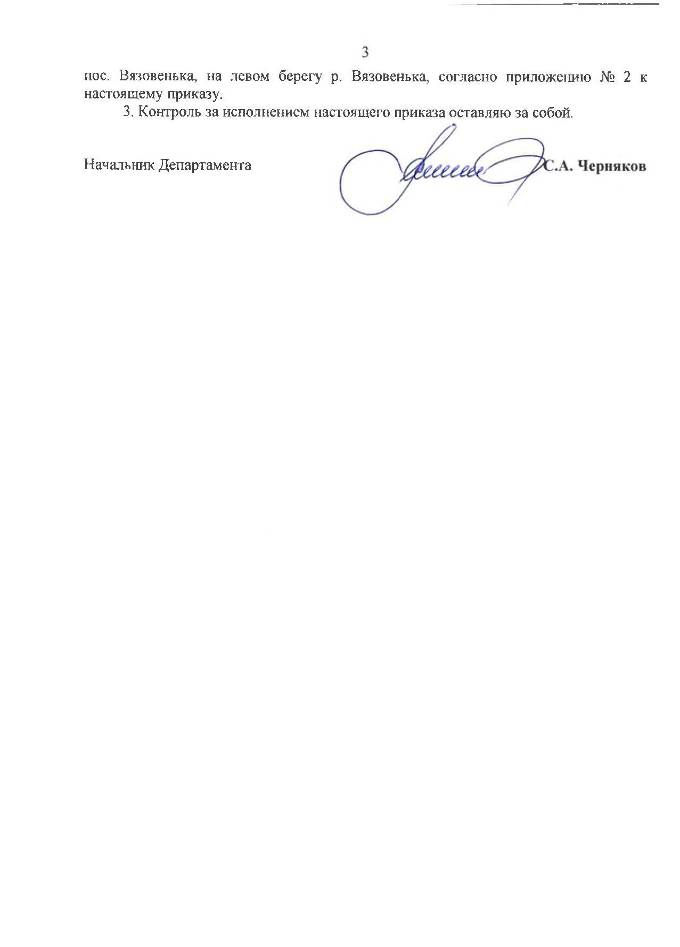 3
пос. Вязовенька, на левом берегу р. Вязовенька, согласно приложению № 2 к
настоящему приказу.
3. Контроль за исполнением настоящего приказа оставляю за собой.
Начальник Департамента С.А. Черняков